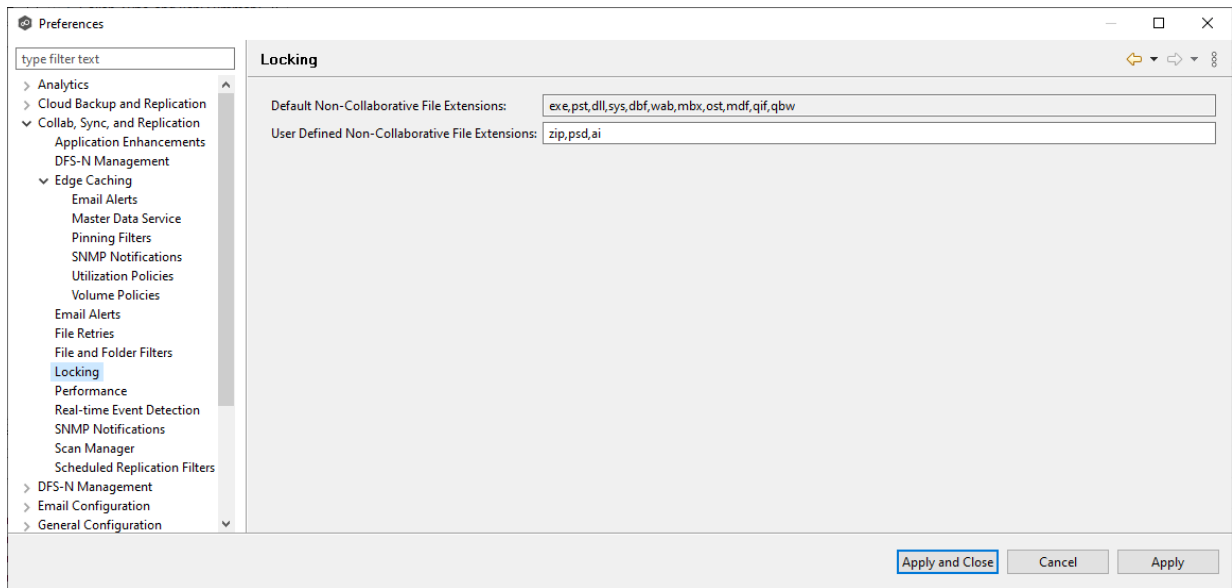 Preferences
type filter text
Analytics
Cloud Backup and Replication
Collab, Sync, and Replication
Application Enhancements
DFS-N Management
Edge Caching
Email Alerts
Master Data Service
Pinning Filters
SNMP Notifications
Utilization Policies
Volume Policies
Email Alerts
File Retries
File and Folder Filters
Locking
Performance
Real-time Event Detection
SNMP Notifications
Scan Manager
Scheduled Replication Filters
DFS-N Management
Email Configuration
General Configuration
Locking
Default Non-Collaborative File Extensions: exe,pst,dll,sys,dbf,wab,mbx,ost,mdf,qif,qbw
User Defined Non-Collaborative File Extensions: zip,psd,ai
Apply and Close Cancel Apply